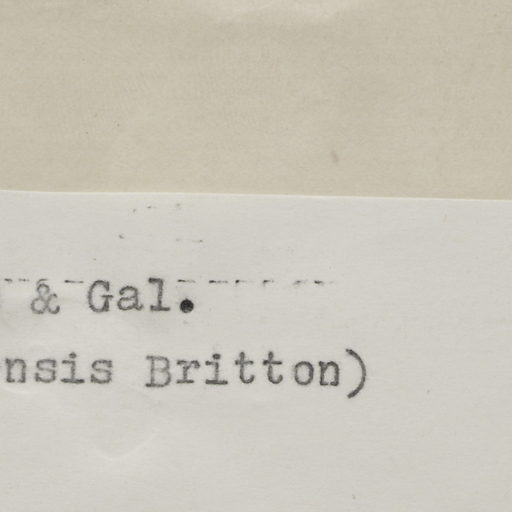 & Gal.
nsis Britton)